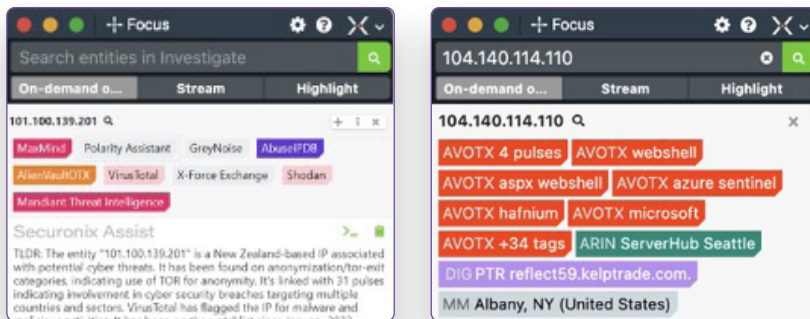 Focus
Search entities in Investigate
On-demand o... Stream Highlight
101.100.139.201
MaxMind Polarity Assistant GreyNoise AbuseIPDB
AlienVaultOTX VirusTotal X-Force Exchange Shodan
Mandiant Threat Intelligence
Securonix Assist
TLDR: The entity "101.100.139.201" is a New Zealand-based IP associated
with potential cyber threats. It has been found on anonymization/tor-exit
categories, indicating use of TOR for anonymity. It's linked with 31 pulses
indicating involvement in cyber security breaches targeting multiple
countries and sectors. VirusTotal has flagged the IP for malware and
Focus
104.140.114.110
On-demand o... Stream Highlight
104.140.114.110
AVOTX 4 pulses AVOTX webshell
AVOTX aspx webshell AVOTX azure sentinel
AVOTX hafnium AVOTX microsoft
AVOTX +34 tags ARIN ServerHub Seattle
DIG PTR reflect59.kelptrade.com.
MM Albany, NY (United States)